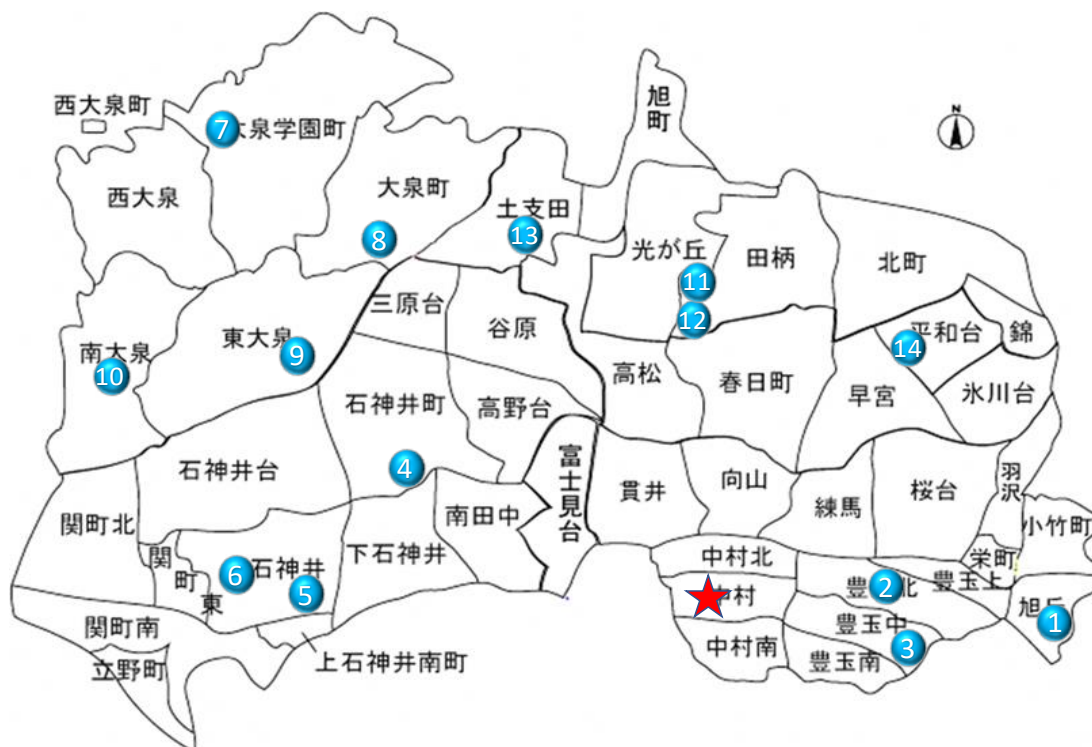 旭町
N
西大泉町
7
泉学園町
大泉町
西大泉
土支田
8
13
光が丘
田柄
北町
11
三原台
12
谷原
東大泉
9
南大泉
10
14
平和台
錦
高松
春日町
早宮
氷川台
石神井町
高野台
4
石神井台
富士見台
貫井
向山
練馬
桜台
羽沢
南田中
関町北
小竹町
下石神井
中村北
栄町
関町東
6
石神井
5
中村
豊
2
北
豊玉上
旭丘
1
関町南
豊玉中
中村南
豊玉南
3
上石神井南町
立野町